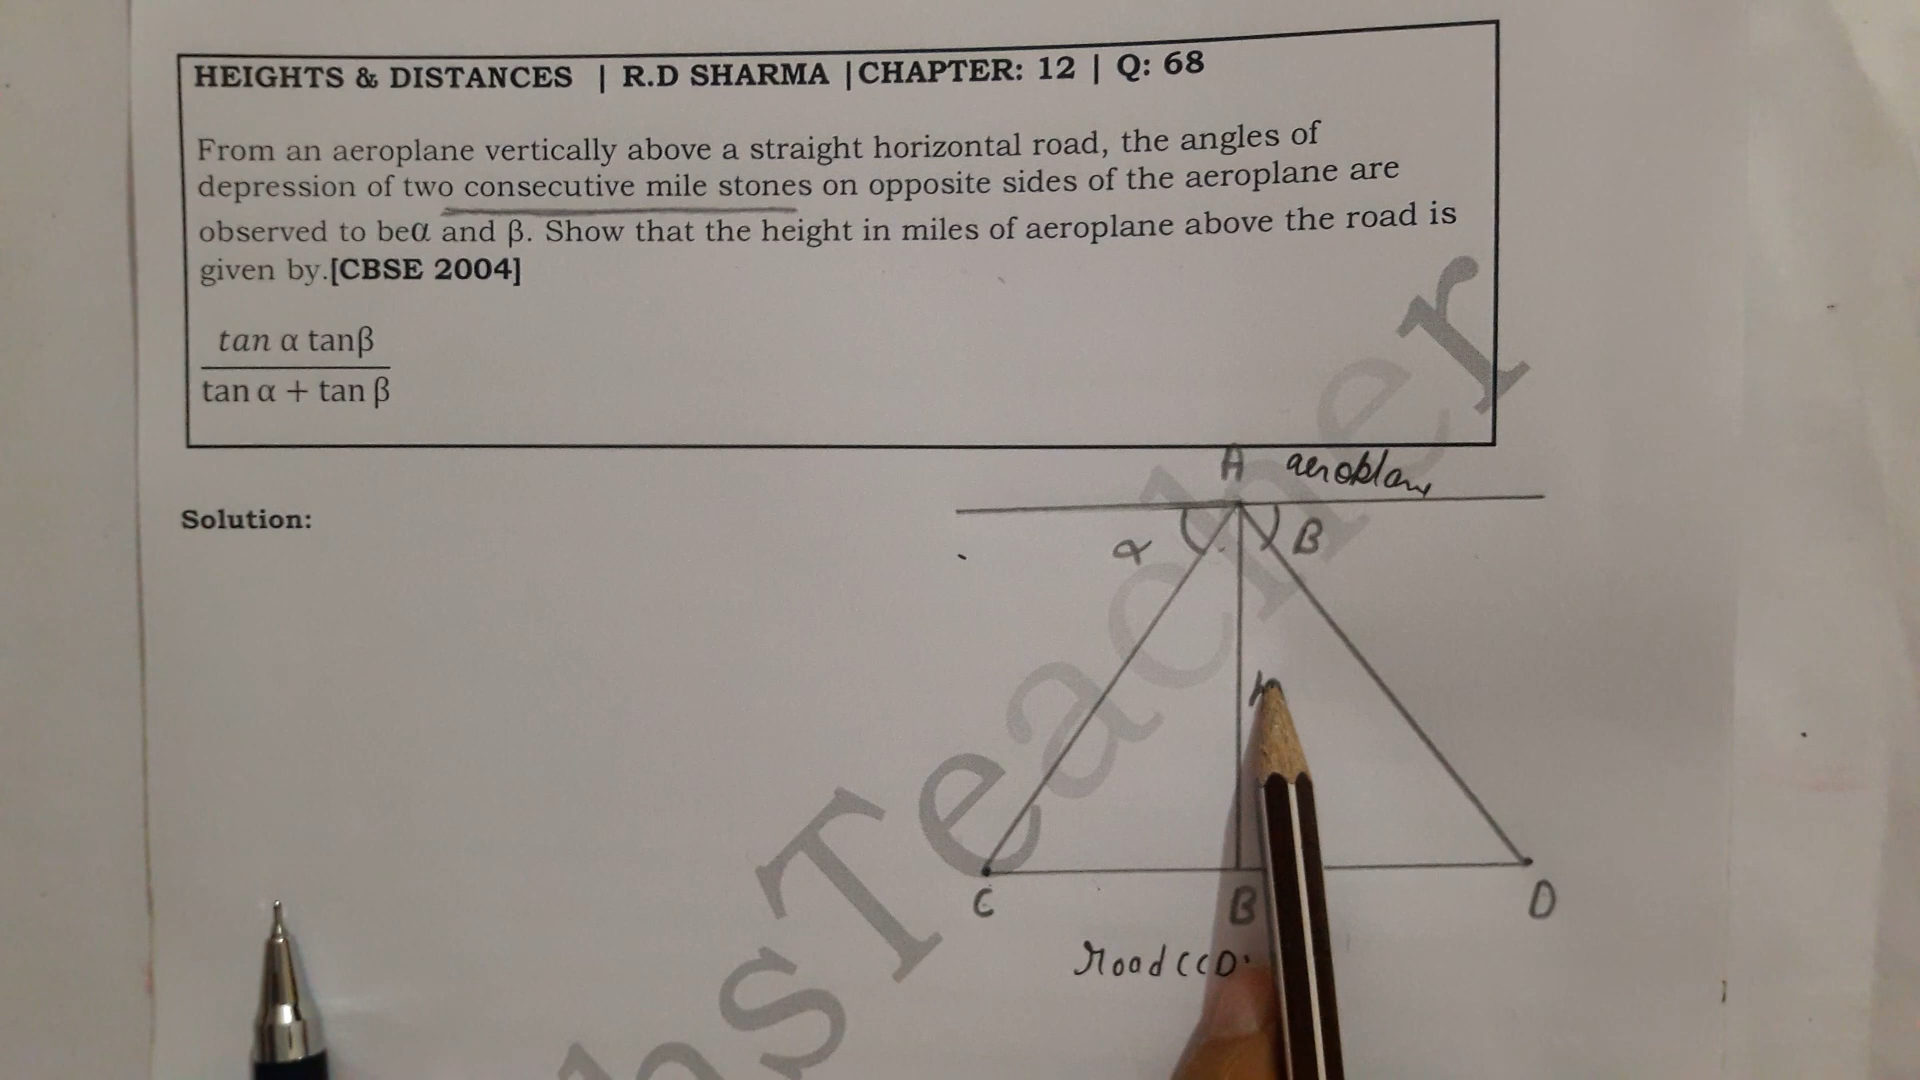 HEIGHTS & DISTANCES | R.D SHARMA |CHAPTER: 12 | Q: 68
From an aeroplane vertically above a straight horizontal road, the angles of
depression of two consecutive mile stones on opposite sides of the aeroplane are
observed to beα and β. Show that the height in miles of aeroplane above the road is
given by.[CBSE 2004]
tan α tanβ
tan α + tan β
A aeroplane
Solution:
α β
h
C B D
Road (CD)